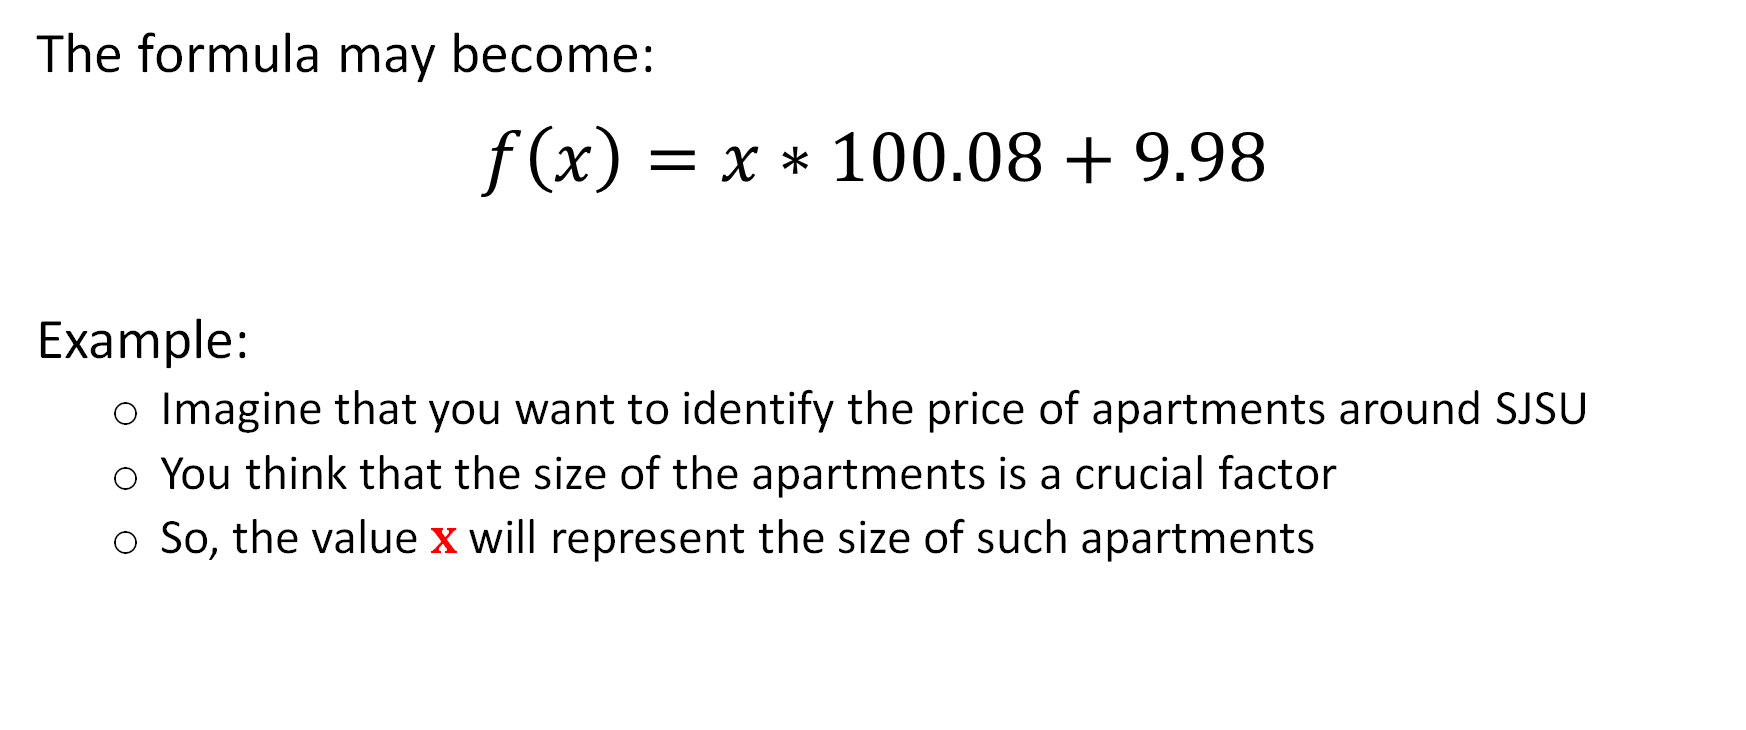 The formula may become:
f(x) = x * 100.08 + 9.98
Example:
○ Imagine that you want to identify the price of apartments around SJSU
○ You think that the size of the apartments is a crucial factor
○ So, the value x will represent the size of such apartments